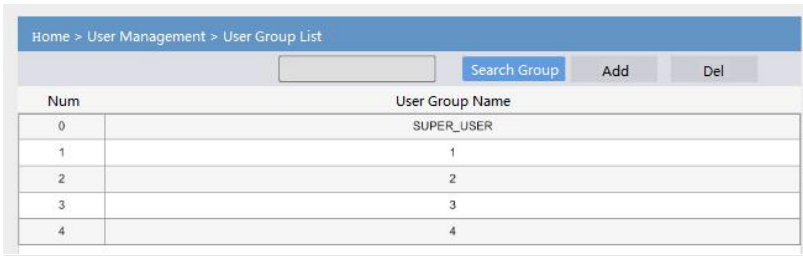 Home > User Management > User Group List
Search Group Add Del
Num User Group Name
0 SUPER_USER
1 1
2 2
3 3
4 4